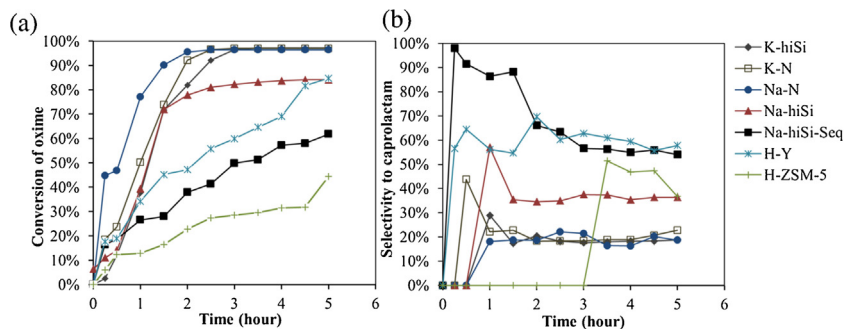 (a)
100%
90%
80%
70%
60%
50%
40%
30%
20%
10%
0%
Conversion of oxime
0 1 2 3 4 5 6
Time (hour)
(b)
100%
90%
80%
70%
60%
50%
40%
30%
20%
10%
0%
Selectivity to caprolactam
0 1 2 3 4 5 6
Time (hour)
K-hiSi
K-N
Na-N
Na-hiSi
Na-hiSi-Seq
H-Y
H-ZSM-5